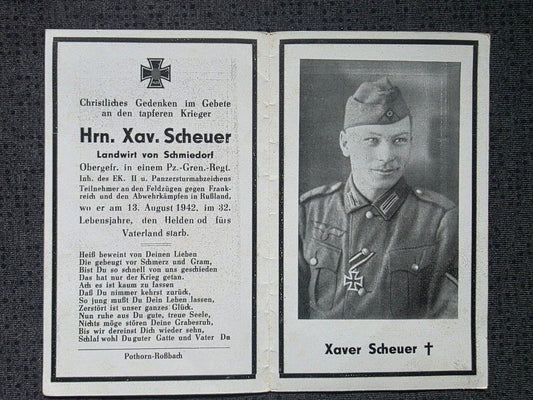 Christliches Gedenken im Gebete
an den tapferen Krieger
Hrn. Xav. Scheuer
Landwirt von Schmiedorf
Obergefr. in einem Pz.-Gren.-Regt.
Inh. des EK. II u. Panzersturmabzeichens
Teilnehmer an den Feldzügen gegen Frank-
reich und den Abwehrkämpfen in Rußland,
wo er am 13. August 1942, im 32.
Lebensjahre, den Heldentod fürs
Vaterland starb.
Heiß beweint von Deinen Lieben
Die gebeugt vor Schmerz und Gram,
Bist Du so schnell von uns geschieden
Das hat nur der Krieg getan.
Ach es ist kaum zu fassen
Daß Du nimmer kehrst zurück,
So jung mußt Du Dein Leben lassen,
Zerstört ist unser ganzes Glück.
Nun ruhe aus Du gute, treue Seele,
Nichts möge stören Deine Grabesruh,
Bis wir dereinst Dich wieder sehn,
Schlaf wohl Du guter Gatte und Vater Du
Pothorn-Roßbach
Xaver Scheuer †